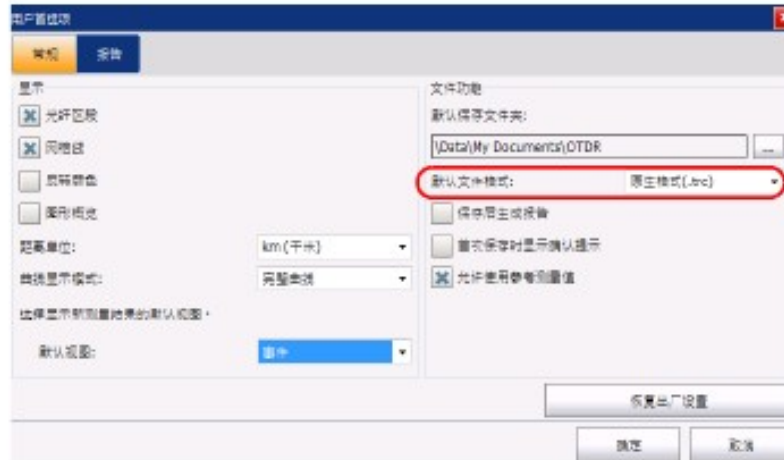 用户首选项
常规
报告
显示
光纤区段
网格线
反转颜色
图形概览
距离单位:
km (千米)
曲线显示模式:
完整曲线
选择显示新测量结果的默认视图。
默认视图:
事件
文件功能
默认保存文件夹:
\Data\My Documents\OTDR
...
默认文件格式:
原生格式(.trc)
保存后生成报告
首次保存时显示确认提示
允许使用参考测量值
恢复出厂设置
确定
取消